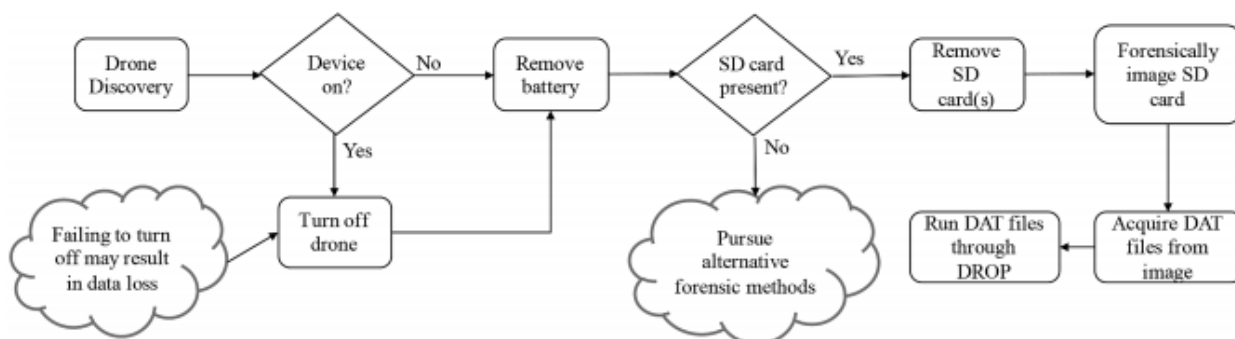 Drone
Discovery
Device
on?
No
Remove
battery
SD card
present?
Yes
Remove
SD
card(s)
Forensically
image SD
card
Yes
No
Failing to turn
off may result
in data loss
Turn off
drone
Pursue
alternative
forensic methods
Run DAT files
through
DROP
Acquire DAT
files from
image